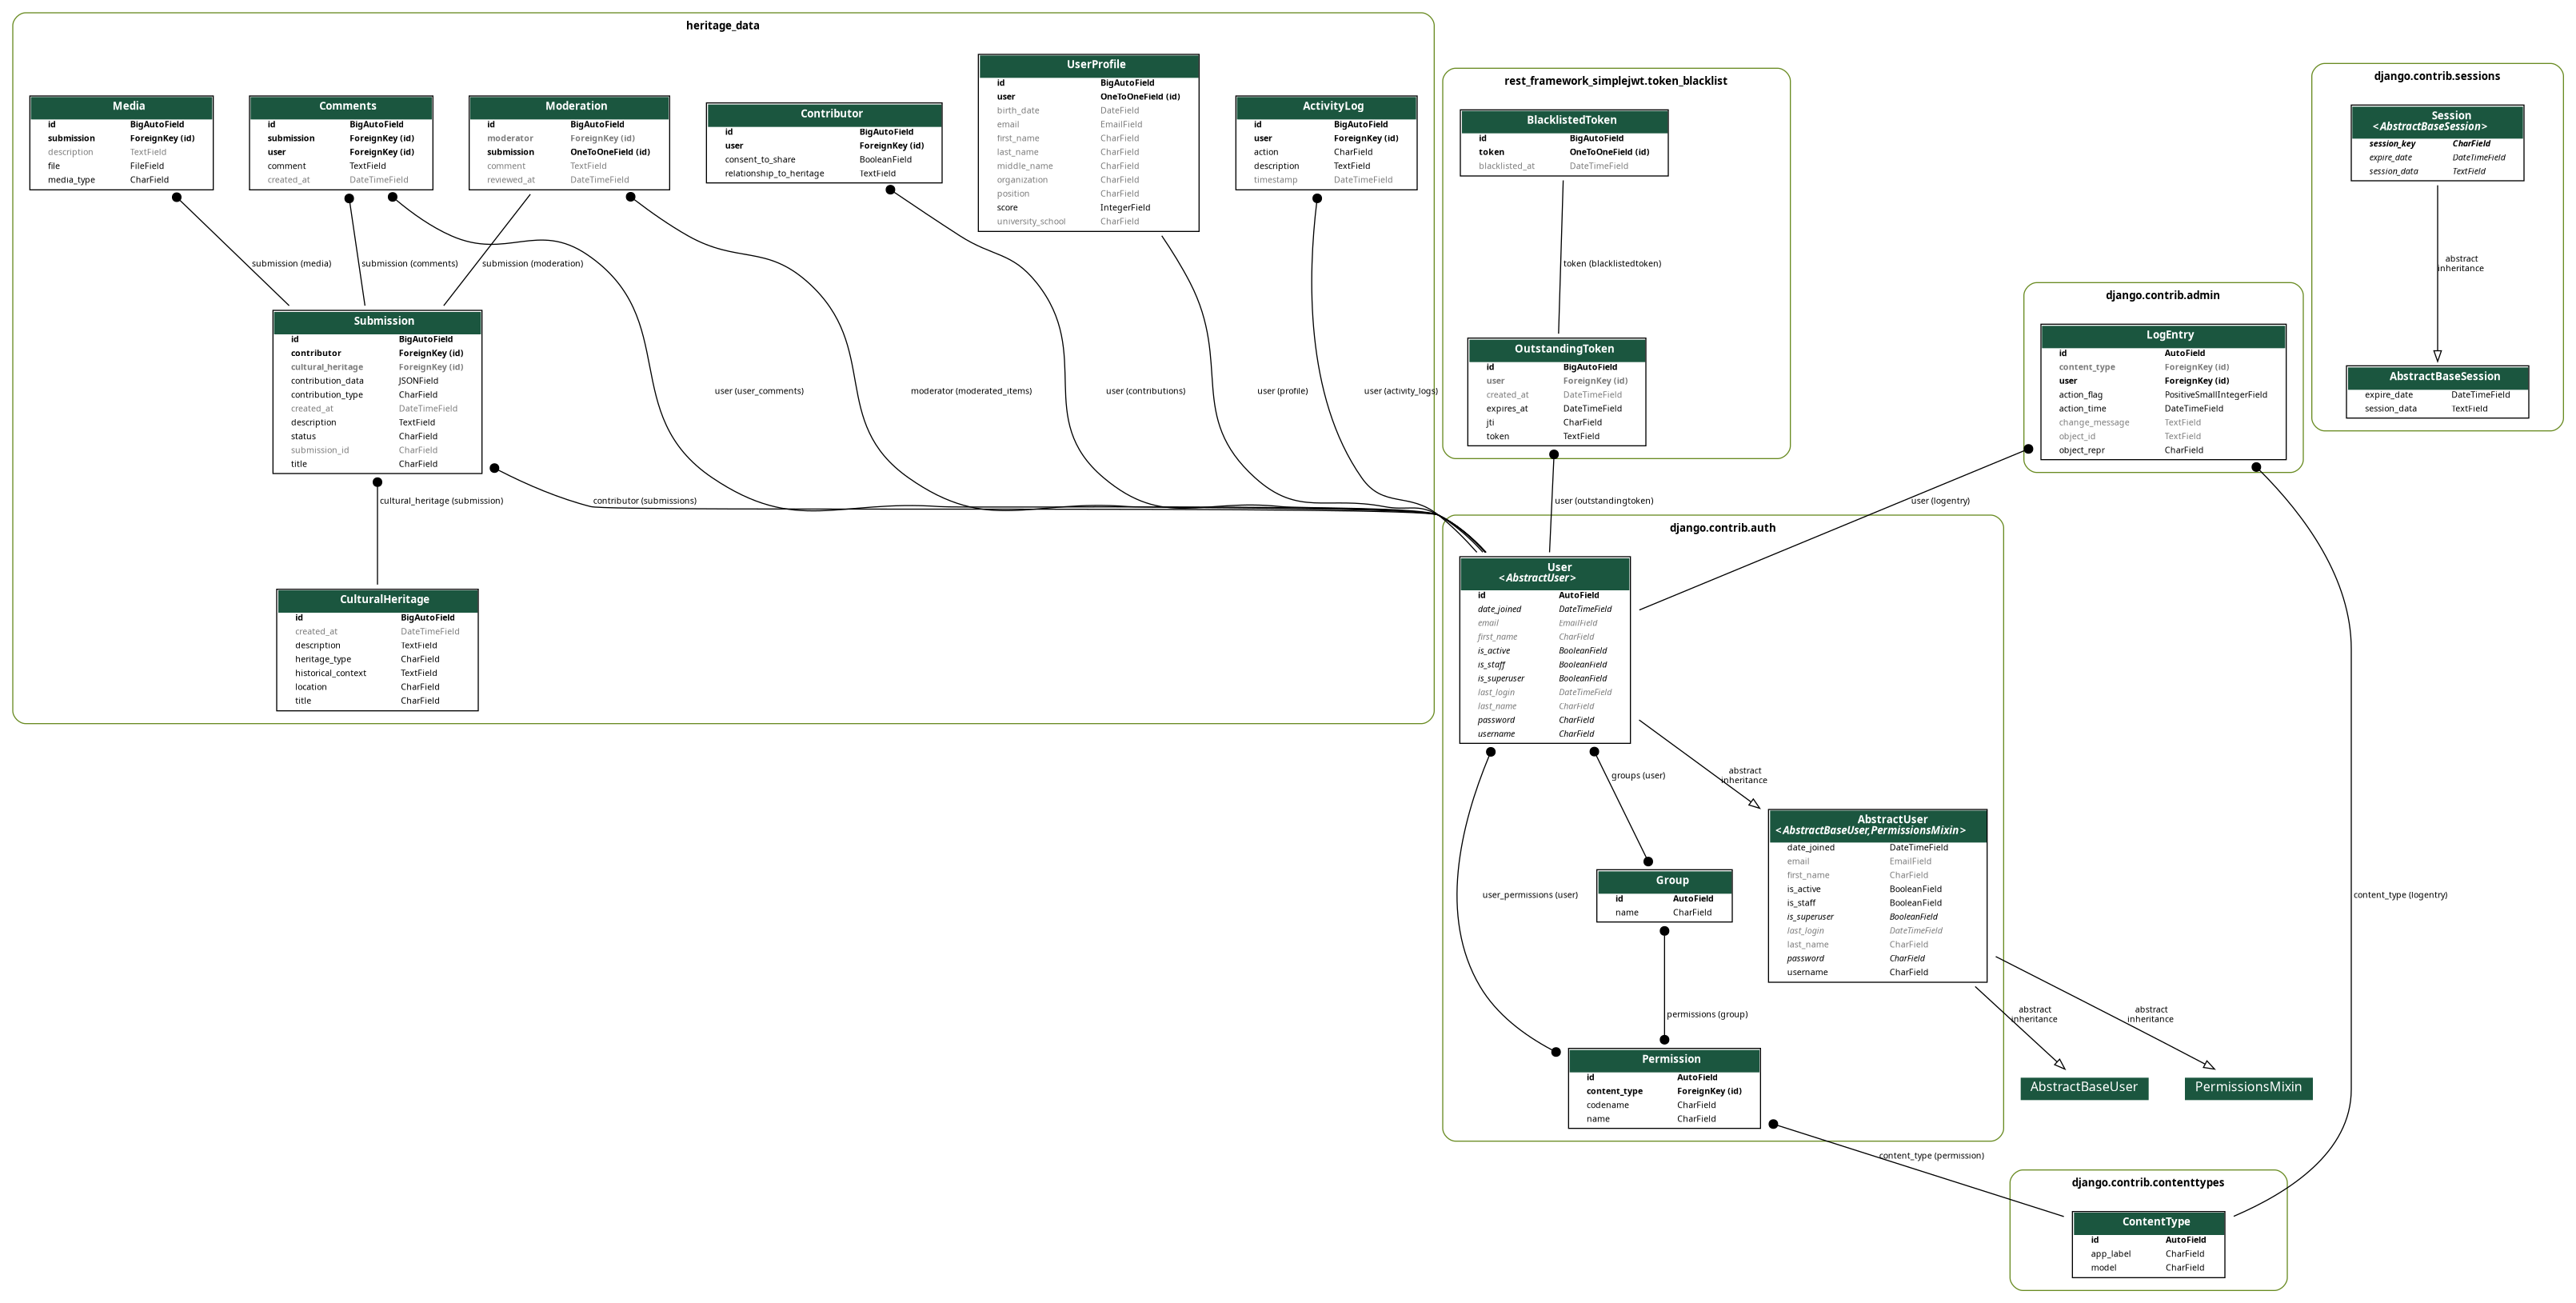 heritage_data
Media
id BigAutoField
submission ForeignKey (id)
description TextField
file FileField
media_type CharField
Comments
id BigAutoField
submission ForeignKey (id)
user ForeignKey (id)
comment TextField
created_at DateTimeField
Moderation
id BigAutoField
moderator ForeignKey (id)
submission OneToOneField (id)
comment TextField
reviewed_at DateTimeField
Contributor
id BigAutoField
user ForeignKey (id)
consent_to_share BooleanField
relationship_to_heritage TextField
UserProfile
id BigAutoField
user OneToOneField (id)
birth_date DateField
email EmailField
first_name CharField
last_name CharField
middle_name CharField
organization CharField
position CharField
score IntegerField
university_school CharField
ActivityLog
id BigAutoField
user ForeignKey (id)
action CharField
description TextField
timestamp DateTimeField
submission (media)
submission (comments)
submission (moderation)
Submission
id BigAutoField
contributor ForeignKey (id)
cultural_heritage ForeignKey (id)
contribution_data JSONField
contribution_type CharField
created_at DateTimeField
description TextField
status CharField
submission_id CharField
title CharField
user (user_comments)
moderator (moderated_items)
user (contributions)
user (profile)
user (activity_logs)
cultural_heritage (submission)
contributor (submissions)
CulturalHeritage
id BigAutoField
created_at DateTimeField
description TextField
heritage_type CharField
historical_context TextField
location CharField
title CharField
rest_framework_simplejwt.token_blacklist
BlacklistedToken
id BigAutoField
token OneToOneField (id)
blacklisted_at DateTimeField
token (blacklistedtoken)
OutstandingToken
id BigAutoField
user ForeignKey (id)
created_at DateTimeField
expires_at DateTimeField
jti CharField
token TextField
user (outstandingtoken)
django.contrib.sessions
Session
<AbstractBaseSession>
session_key CharField
expire_date DateTimeField
session_data TextField
abstract
inheritance
AbstractBaseSession
expire_date DateTimeField
session_data TextField
django.contrib.admin
LogEntry
id AutoField
content_type ForeignKey (id)
user ForeignKey (id)
action_flag PositiveSmallIntegerField
action_time DateTimeField
change_message TextField
object_id TextField
object_repr CharField
user (logentry)
django.contrib.auth
User
<AbstractUser>
id AutoField
date_joined DateTimeField
email EmailField
first_name CharField
is_active BooleanField
is_staff BooleanField
is_superuser BooleanField
last_login DateTimeField
last_name CharField
password CharField
username CharField
groups (user)
abstract
inheritance
AbstractUser
<AbstractBaseUser,PermissionsMixin>
date_joined DateTimeField
email EmailField
first_name CharField
is_active BooleanField
is_staff BooleanField
is_superuser BooleanField
last_login DateTimeField
last_name CharField
password CharField
username CharField
user_permissions (user)
Group
id AutoField
name CharField
content_type (logentry)
permissions (group)
abstract
inheritance
abstract
inheritance
Permission
id AutoField
content_type ForeignKey (id)
codename CharField
name CharField
AbstractBaseUser
PermissionsMixin
content_type (permission)
django.contrib.contenttypes
ContentType
id AutoField
app_label CharField
model CharField